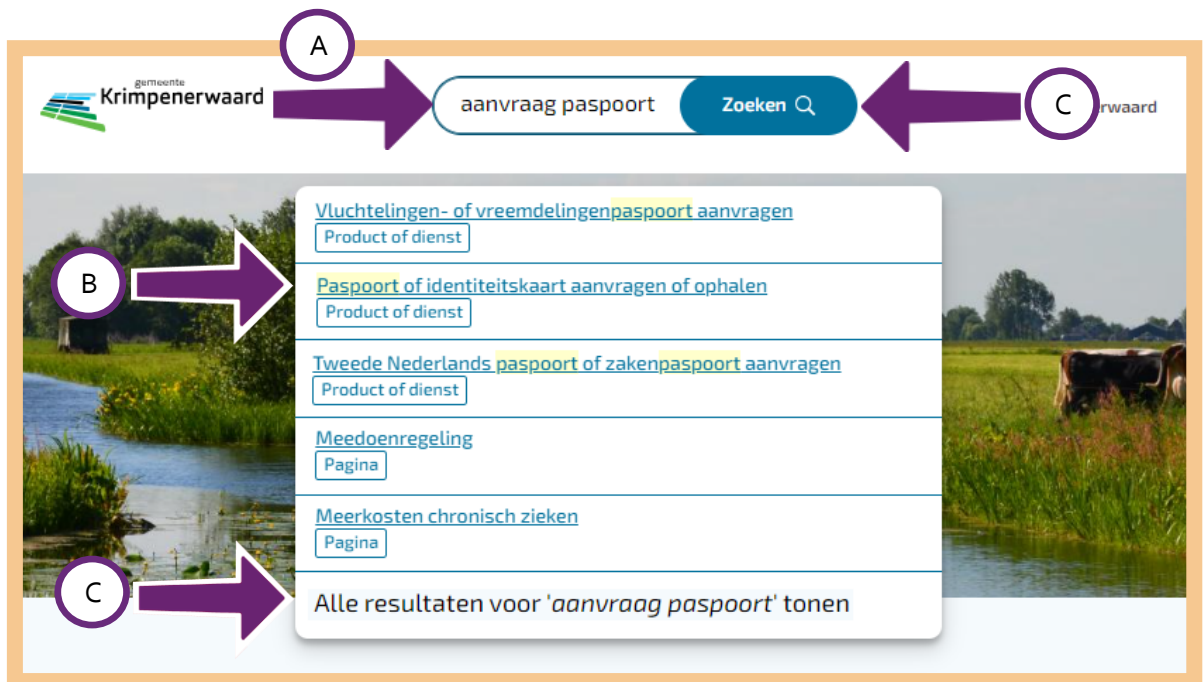 A
gemeente
Krimpenerwaard
aanvraag paspoort
Zoeken
C
rwaard
Vluchtelingen- of vreemdelingenpaspoort aanvragen
Product of dienst
B
Paspoort of identiteitskaart aanvragen of ophalen
Product of dienst
Tweede Nederlands paspoort of zakenpaspoort aanvragen
Product of dienst
Meedoenregeling
Pagina
Meerkosten chronisch zieken
Pagina
C
Alle resultaten voor 'aanvraag paspoort' tonen